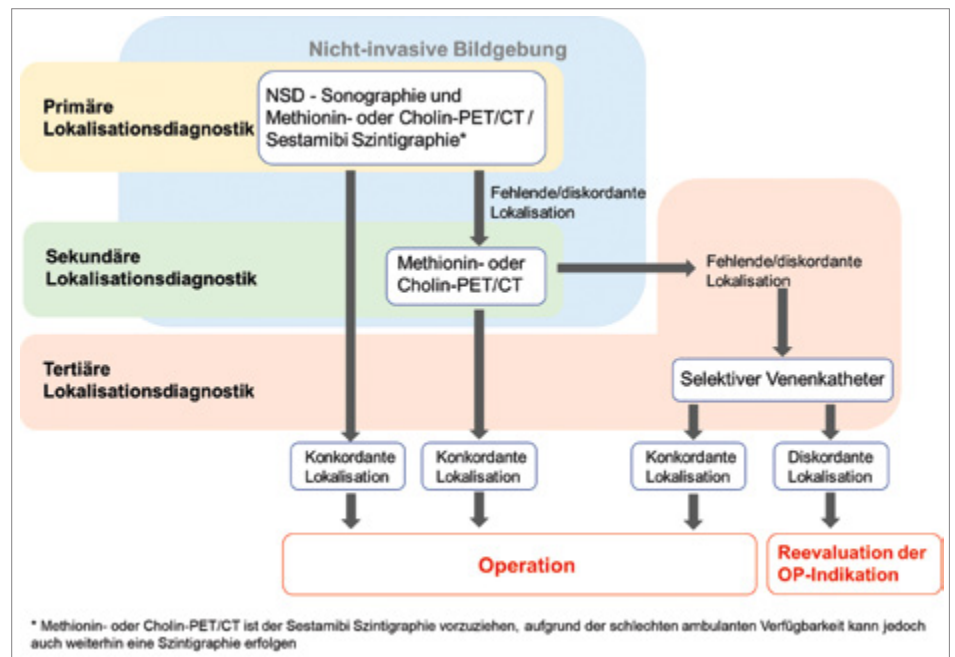 Nicht-invasive Bildgebung
Primäre
Lokalisationsdiagnostik
NSD - Sonographie und
Methionin- oder Cholin-PET/CT /
Sestamibi Szintigraphie*
Fehlende/diskordante
Lokalisation
Sekundäre
Lokalisationsdiagnostik
Methionin- oder
Cholin-PET/CT
Fehlende/diskordante
Lokalisation
Tertiäre
Lokalisationsdiagnostik
Selektiver Venenkatheter
Konkordante
Lokalisation
Konkordante
Lokalisation
Konkordante
Lokalisation
Diskordante
Lokalisation
Operation
Reevaluation der
OP-Indikation
* Methionin- oder Cholin-PET/CT ist der Sestamibi Szintigraphie vorzuziehen, aufgrund der schlechten ambulanten Verfügbarkeit kann jedoch
auch weiterhin eine Szintigraphie erfolgen